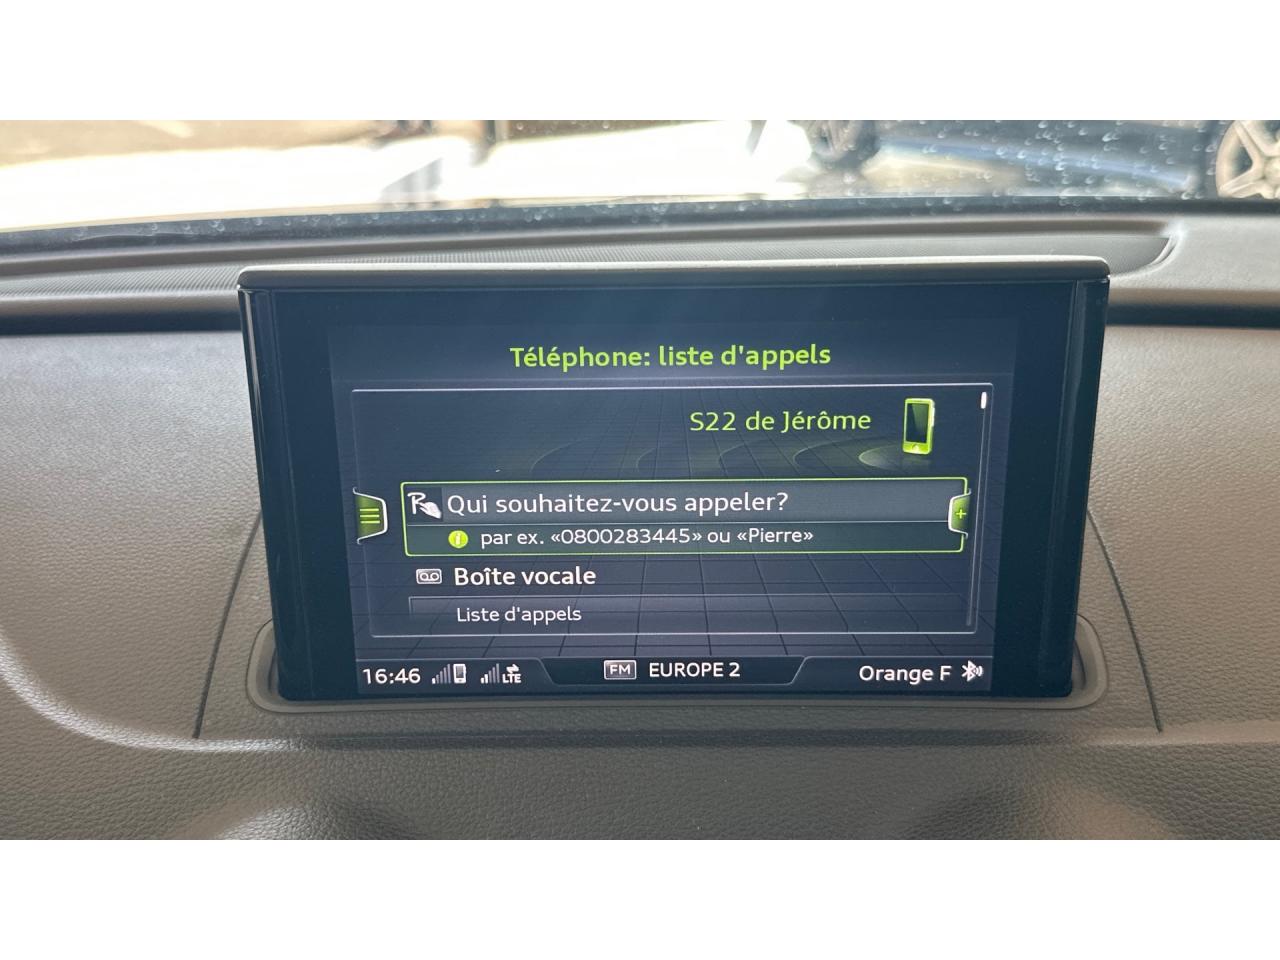 Téléphone: liste d'appels
S22 de Jérôme
Qui souhaitez-vous appeler?
par ex. «0800283445» ou «Pierre»
Boîte vocale
Liste d'appels
16:46 LTE FM EUROPE 2 Orange F